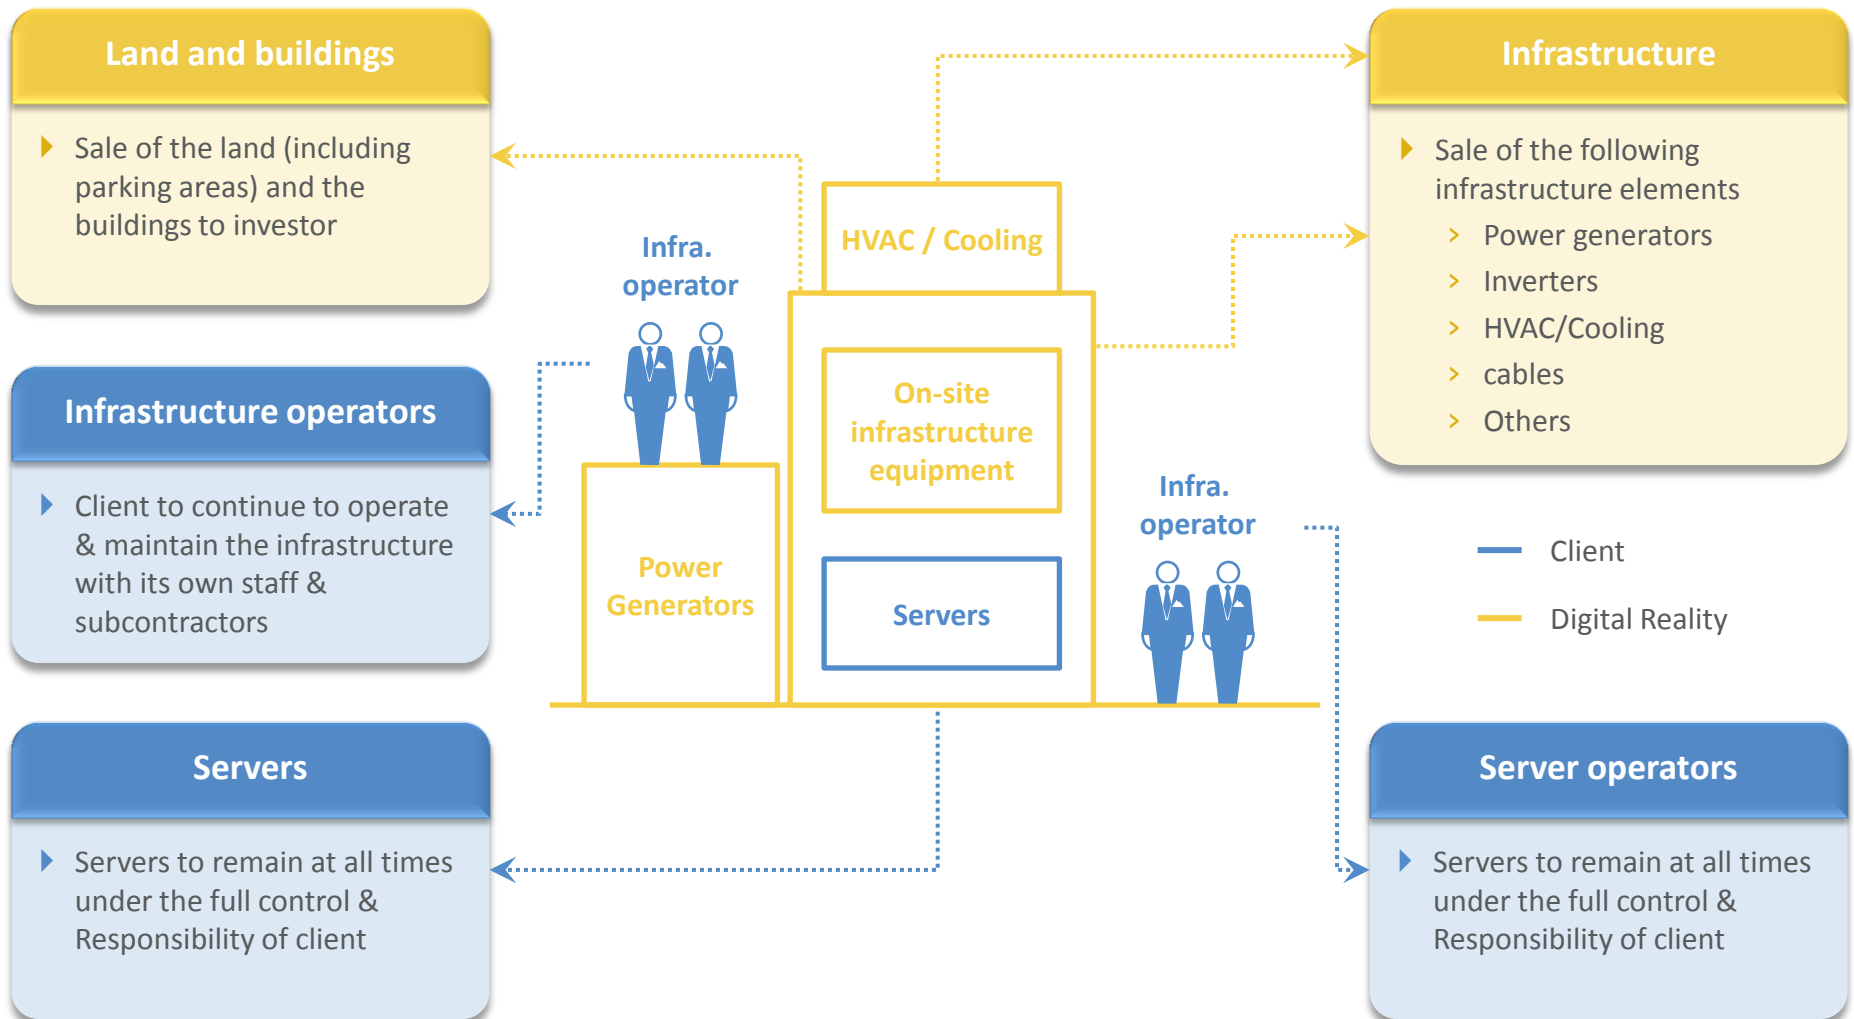 Land and buildings
Sale of the land (including
parking areas) and the
buildings to investor
Infrastructure operators
Client to continue to operate
& maintain the infrastructure
with its own staff &
subcontractors
Servers
Servers to remain at all times
under the full control &
Responsibility of client
Infra.
operator
HVAC / Cooling
On-site
infrastructure
equipment
Power
Generators
Servers
Infra.
operator
Infrastructure
Sale of the following
infrastructure elements
> Power generators
> Inverters
> HVAC/Cooling
> cables
> Others
Client
Digital Reality
Server operators
Servers to remain at all times
under the full control &
Responsibility of client